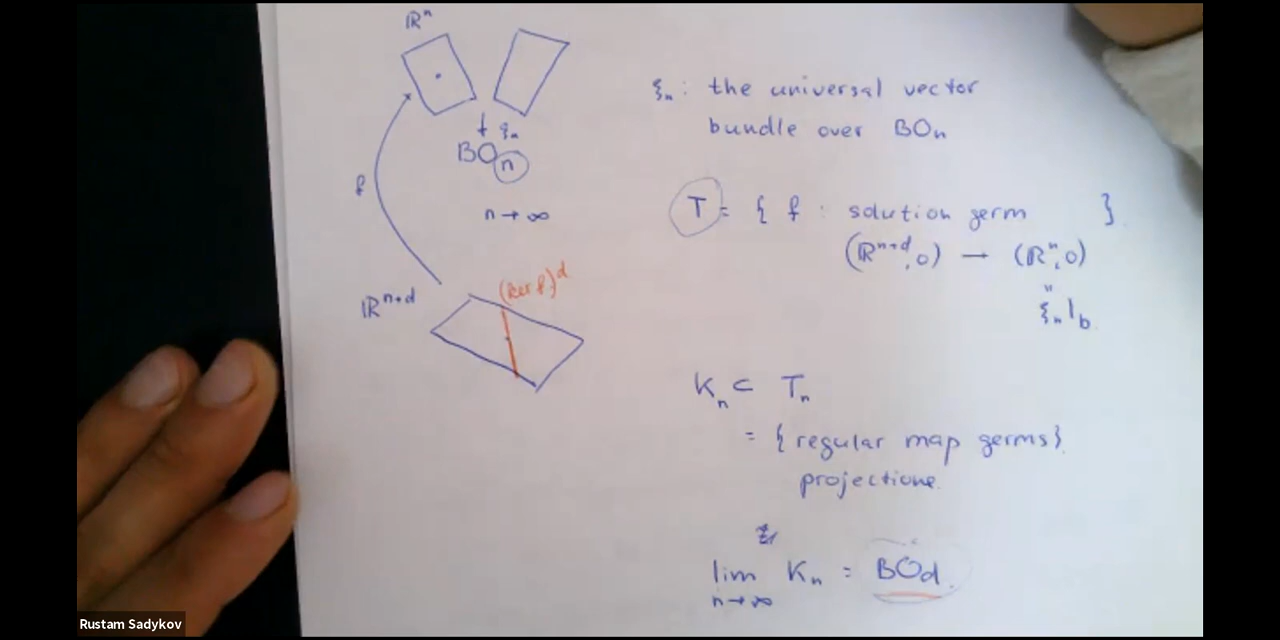 ℝⁿ
ξₙ
BOₙ
n → ∞
f
ℝⁿ⁺ᵈ
(ker f)ᵈ
ξₙ: the universal vector
bundle over BOₙ
T = { f : solution germ }
(ℝⁿ⁺ᵈ, 0) → (ℝⁿ, 0)
"
ξₙ|_b.
Kₙ ⊂ Tₙ
= { regular map germs }
lim Kₙ = BOd.
n → ∞
Rustam Sadykov